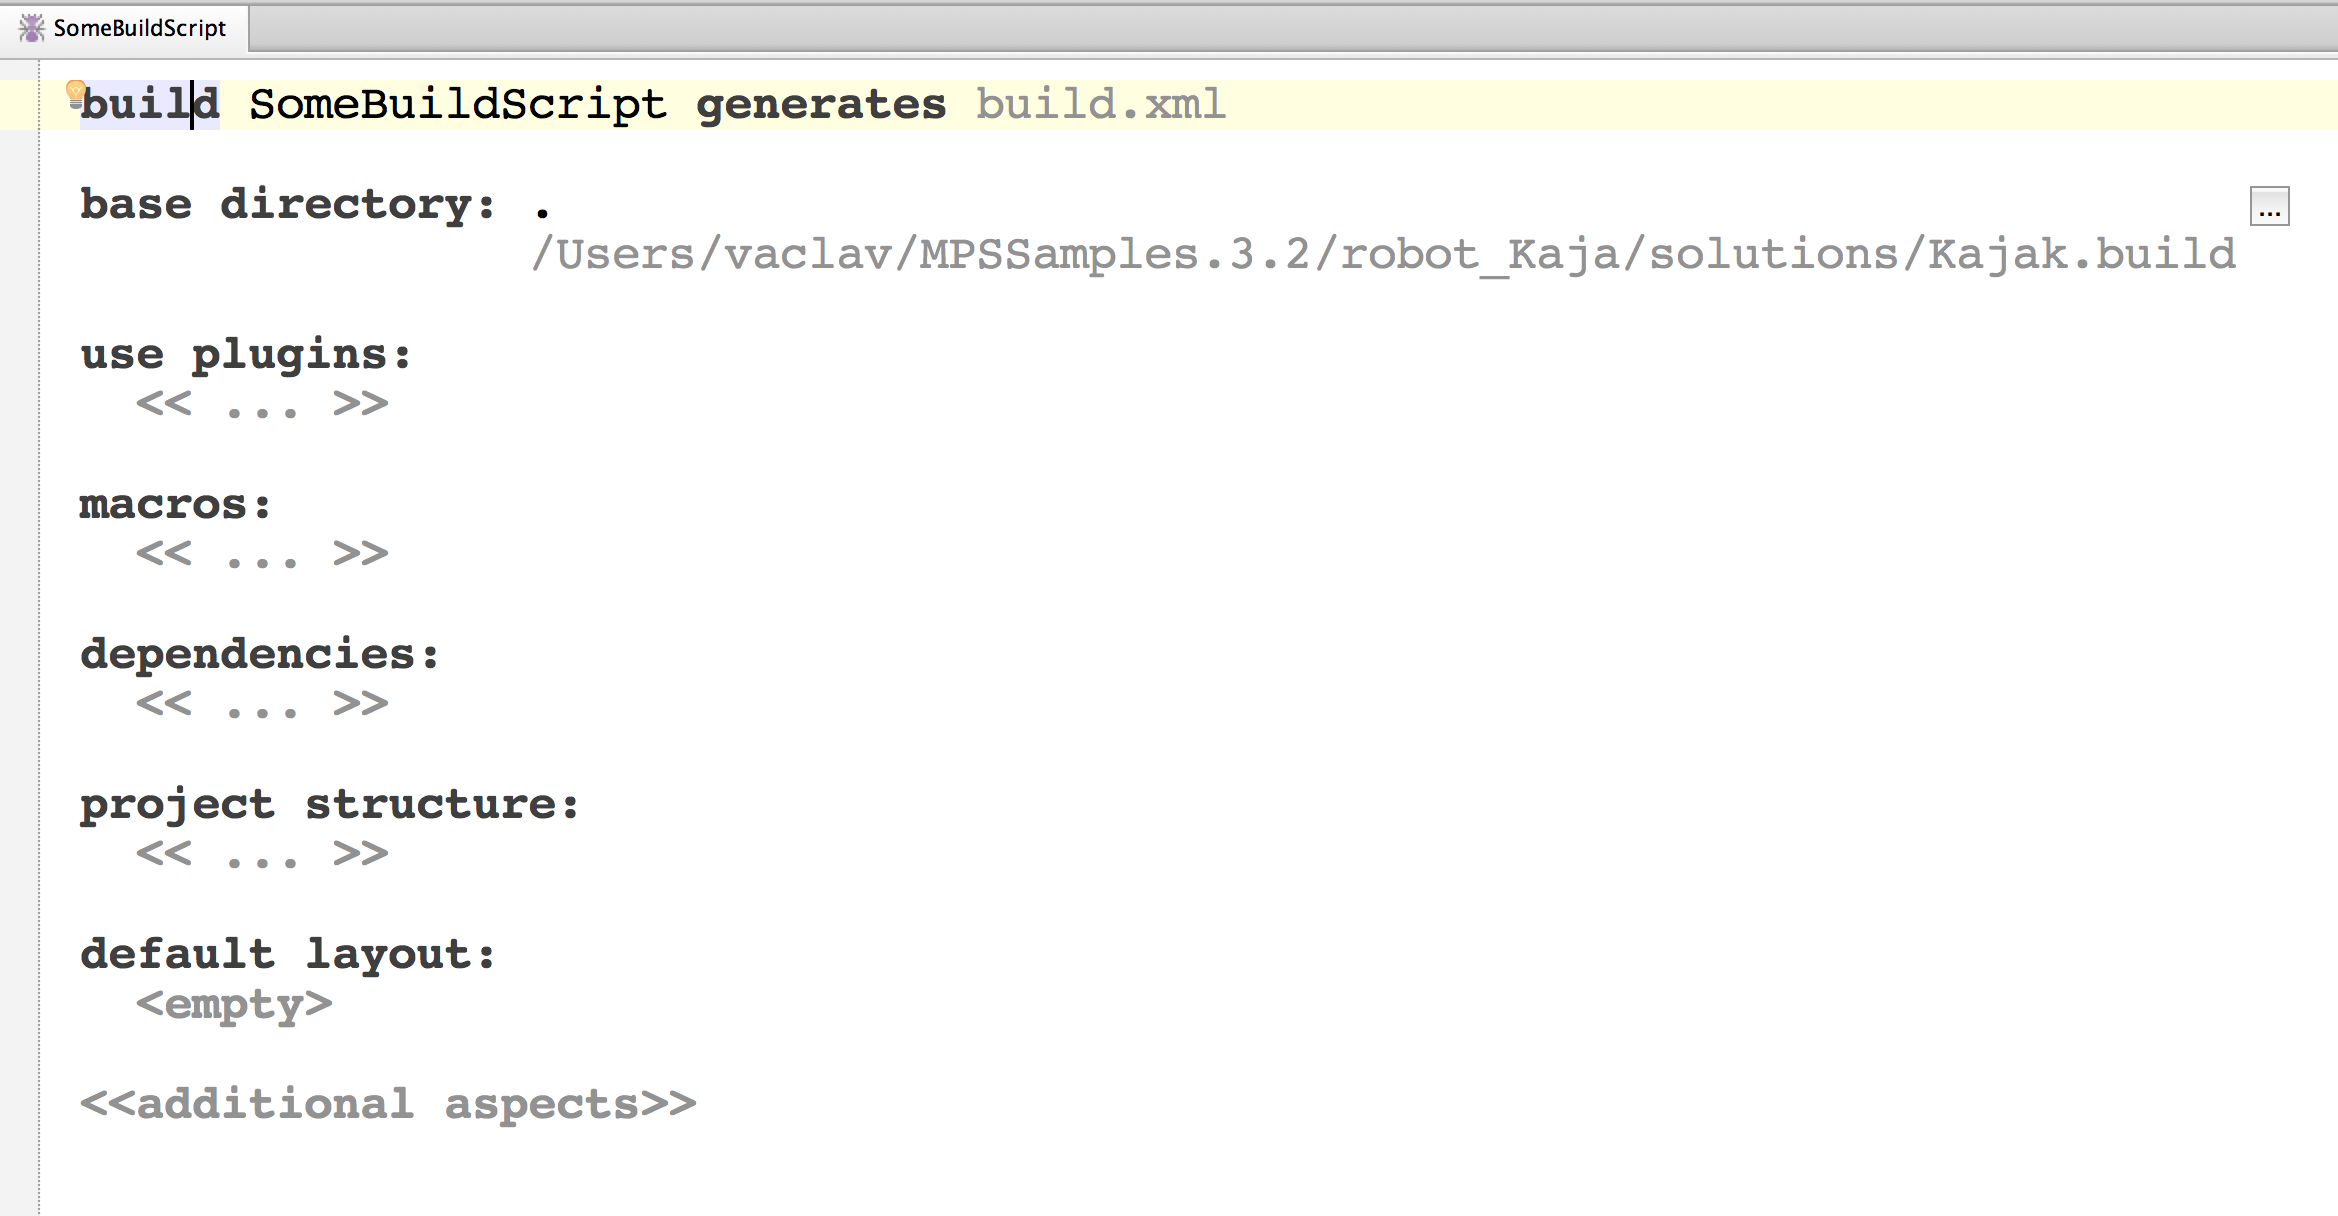 SomeBuildScript
build SomeBuildScript generates build.xml
base directory: .
/Users/vaclav/MPSSamples.3.2/robot_Kaja/solutions/Kajak.build
...
use plugins:
<< ... >>
macros:
<< ... >>
dependencies:
<< ... >>
project structure:
<< ... >>
default layout:
<empty>
<<additional aspects>>